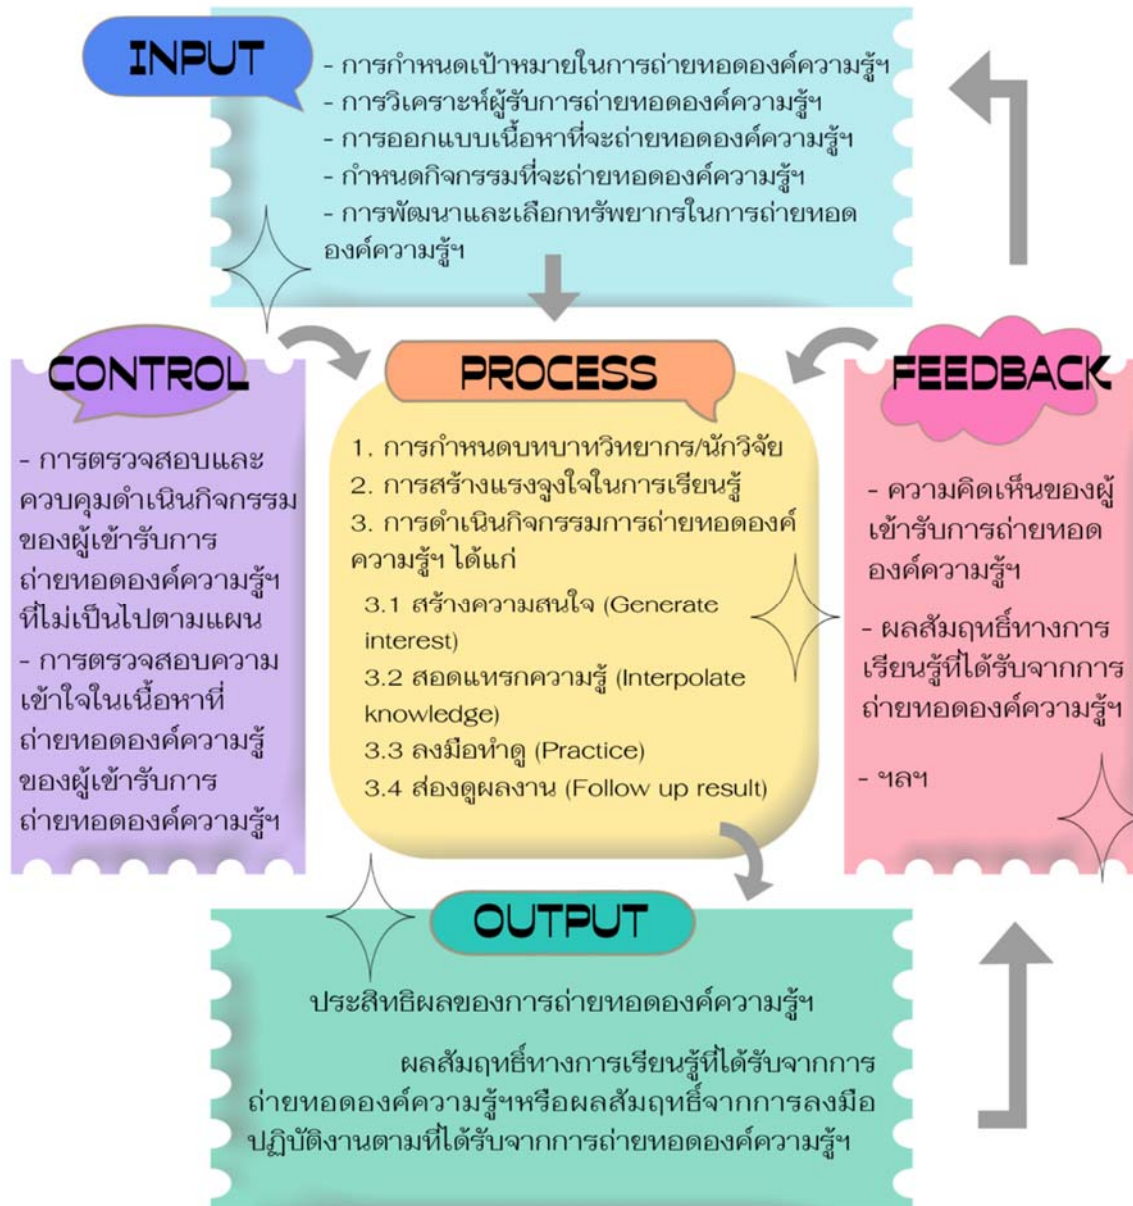 INPUT
- การกำหนดเป้าหมายในการถ่ายทอดองค์ความรู้ฯ
- การวิเคราะห์ผู้รับการถ่ายทอดองค์ความรู้ฯ
- การออกแบบเนื้อหาที่จะถ่ายทอดองค์ความรู้ฯ
- กำหนดกิจกรรมที่จะถ่ายทอดองค์ความรู้ฯ
- การพัฒนาและเลือกทรัพยากรในการถ่ายทอด
องค์ความรู้ฯ
CONTROL
- การตรวจสอบและ
ควบคุมดำเนินกิจกรรม
ของผู้เข้ารับการ
ถ่ายทอดองค์ความรู้ฯ
ที่ไม่เป็นไปตามแผน
- การตรวจสอบความ
เข้าใจในเนื้อหาที่
ถ่ายทอดองค์ความรู้
ของผู้เข้ารับการ
ถ่ายทอดองค์ความรู้ฯ
PROCESS
1. การกำหนดบทบาทวิทยากร/นักวิจัย
2. การสร้างแรงจูงใจในการเรียนรู้
3. การดำเนินกิจกรรมการถ่ายทอดองค์
ความรู้ฯ ได้แก่
3.1 สร้างความสนใจ (Generate
interest)
3.2 สอดแทรกความรู้ (Interpolate
knowledge)
3.3 ลงมือทำดู (Practice)
3.4 ส่องดูผลงาน (Follow up result)
FEEDBACK
- ความคิดเห็นของผู้
เข้ารับการถ่ายทอด
องค์ความรู้ฯ
- ผลสัมฤทธิ์ทางการ
เรียนรู้ที่ได้รับจากการ
ถ่ายทอดองค์ความรู้ฯ
- ฯลฯ
OUTPUT
ประสิทธิผลของการถ่ายทอดองค์ความรู้ฯ
ผลสัมฤทธิ์ทางการเรียนรู้ที่ได้รับจากการ
ถ่ายทอดองค์ความรู้ฯหรือผลสัมฤทธิ์จากการลงมือ
ปฏิบัติงานตามที่ได้รับจากการถ่ายทอดองค์ความรู้ฯ